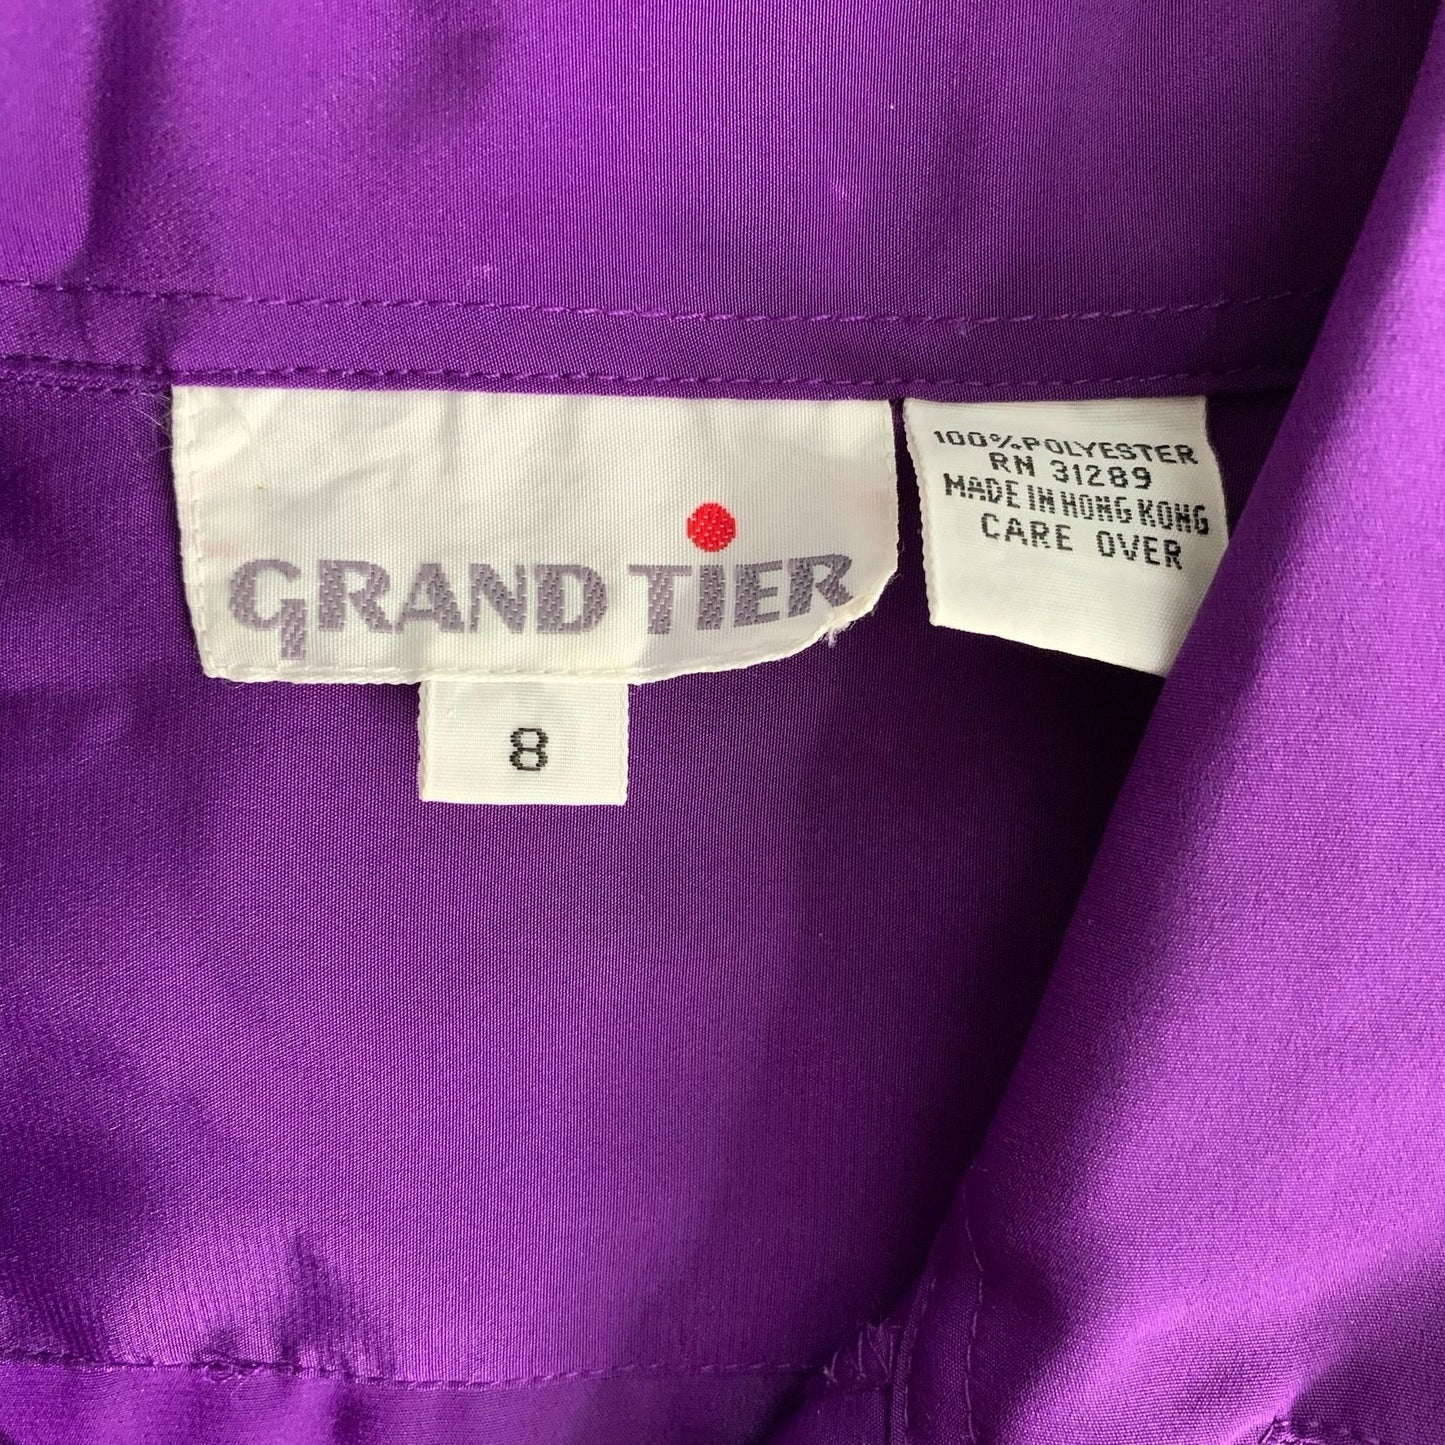 GRAND TIER
8
100% POLYESTER
RN 31289
MADE IN HONG KONG
CARE OVER